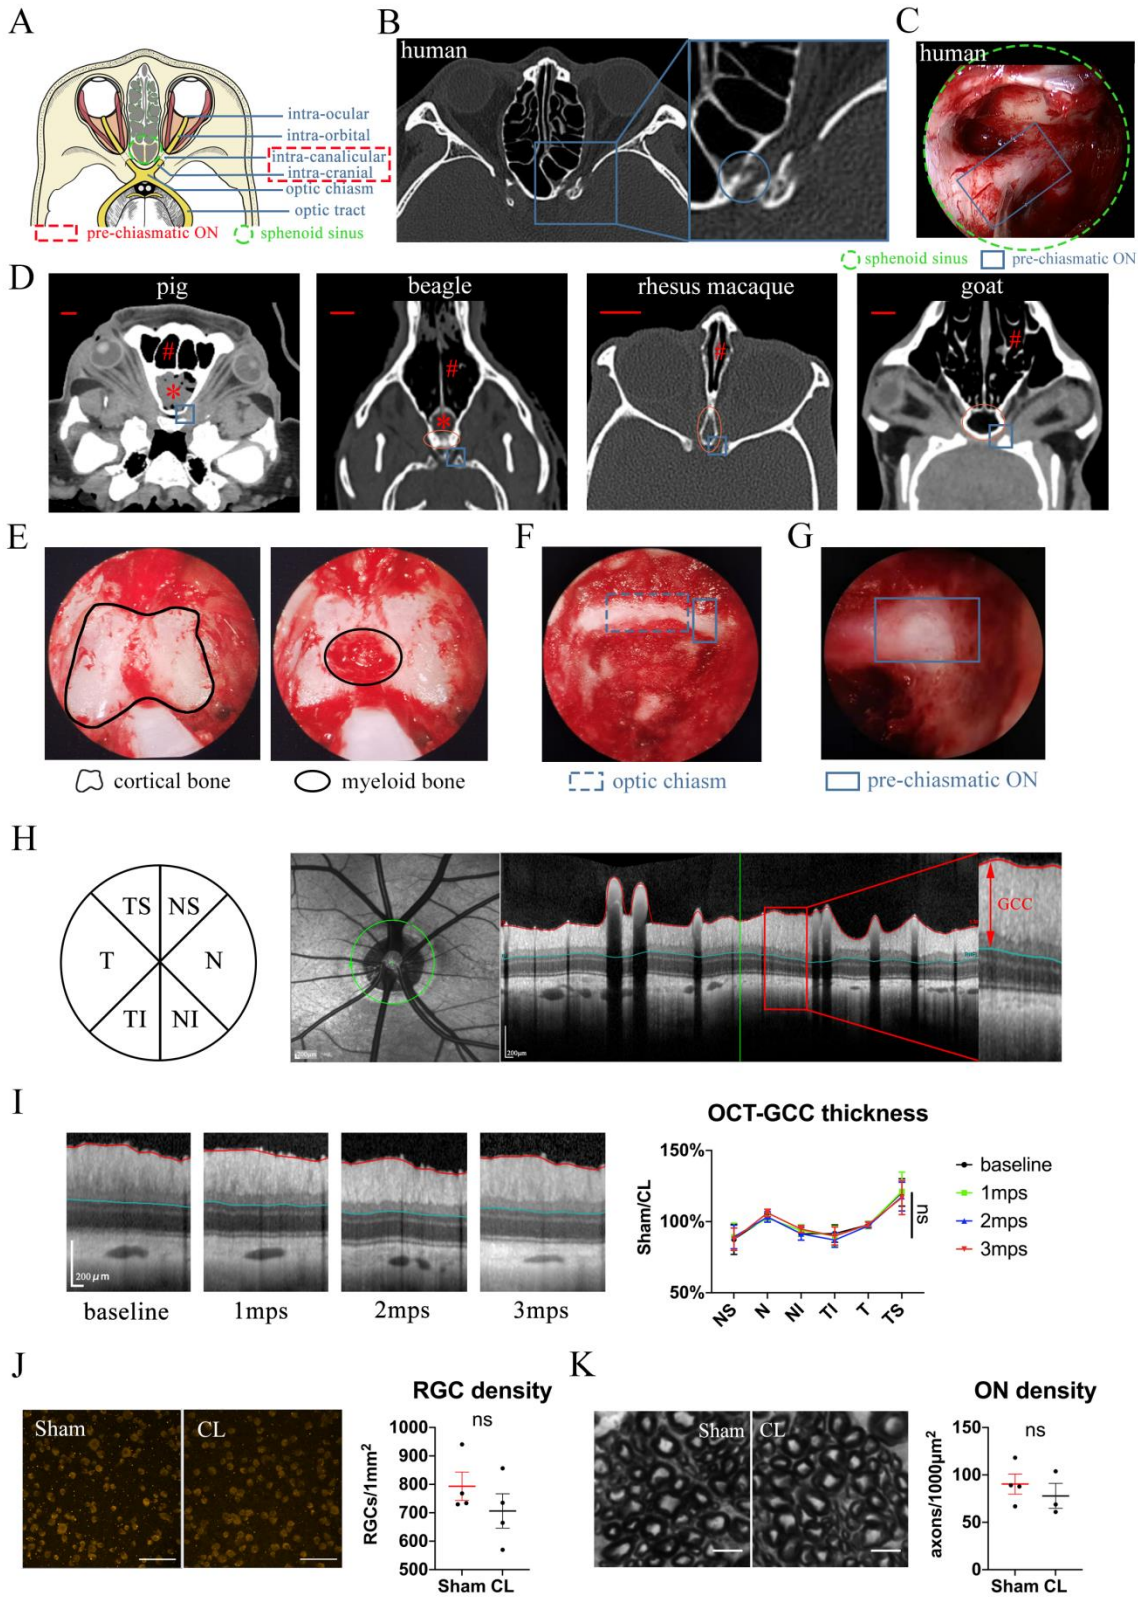 A
intra-ocular
intra-orbital
intra-canalicular
intra-cranial
optic chiasm
optic tract
pre-chiasmatic ON
sphenoid sinus
B
human
C
human
sphenoid sinus
pre-chiasmatic ON
D
pig
#
*
beagle
#
*
rhesus macaque
#
goat
#
E
cortical bone
myeloid bone
F
optic chiasm
G
pre-chiasmatic ON
H
TS
NS
T
N
TI
NI
200µm
200µm
GCC
I
200µm
baseline
1mps
2mps
3mps
OCT-GCC thickness
Sham/CL
150%
100%
50%
NS
N
NI
TI
T
TS
ns
baseline
1mps
2mps
3mps
J
Sham
CL
RGC density
ns
RGCs/1mm²
1000
900
800
700
600
500
Sham CL
K
Sham
CL
ON density
ns
axons/1000µm²
150
100
50
0
Sham CL